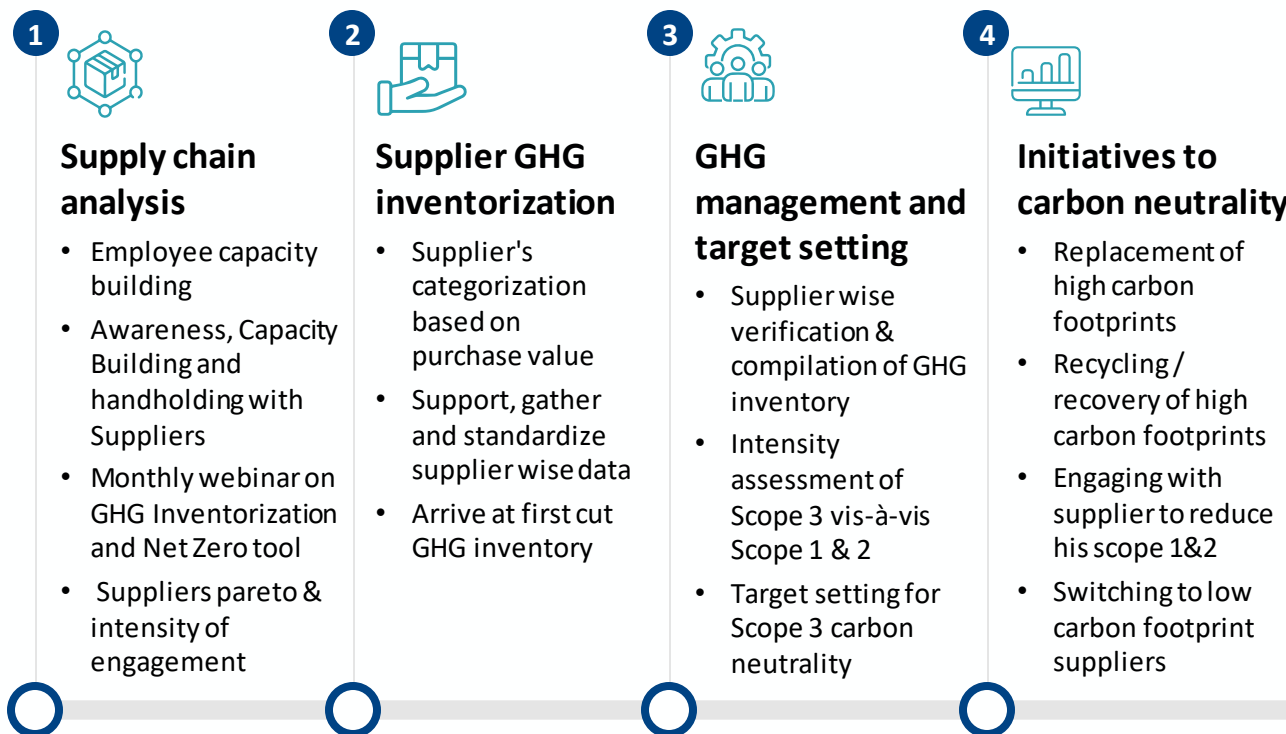 1
Supply chain
analysis
• Employee capacity
building
• Awareness, Capacity
Building and
handholding with
Suppliers
• Monthly webinar on
GHG Inventorization
and Net Zero tool
• Suppliers pareto &
intensity of
engagement
2
Supplier GHG
inventorization
• Supplier's
categorization
based on
purchase value
• Support, gather
and standardize
supplier wise data
• Arrive at first cut
GHG inventory
3
GHG
management and
target setting
• Supplier wise
verification &
compilation of GHG
inventory
• Intensity
assessment of
Scope 3 vis-à-vis
Scope 1 & 2
• Target setting for
Scope 3 carbon
neutrality
4
Initiatives to
carbon neutrality
• Replacement of
high carbon
footprints
• Recycling /
recovery of high
carbon footprints
• Engaging with
supplier to reduce
his scope 1&2
• Switching to low
carbon footprint
suppliers